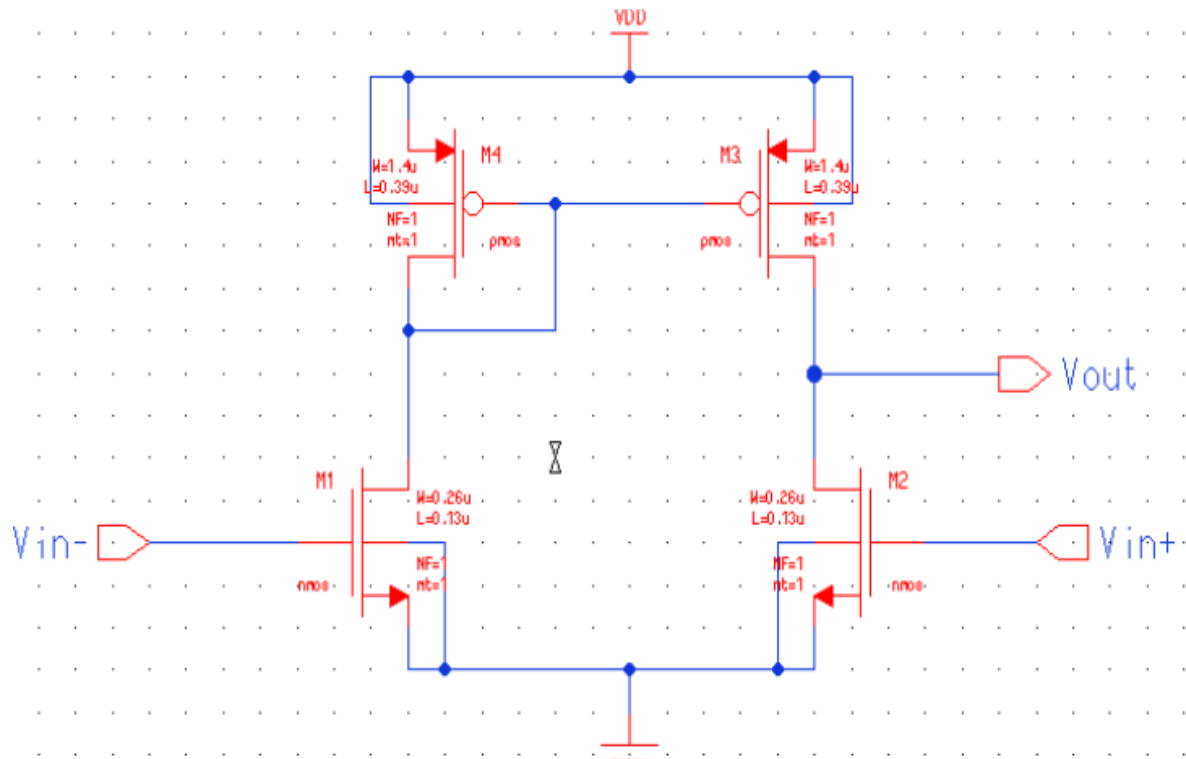 VDD
M4
M3
W=1.4u
L=0.39u
W=1.4u
L=0.39u
NF=1
mt=1
pmos
pmos
NF=1
mt=1
Vout
M1
M2
W=0.26u
L=0.13u
W=0.26u
L=0.13u
Vin-
Vin+
NF=1
mt=1
nmos
NF=1
mt=1
nmos